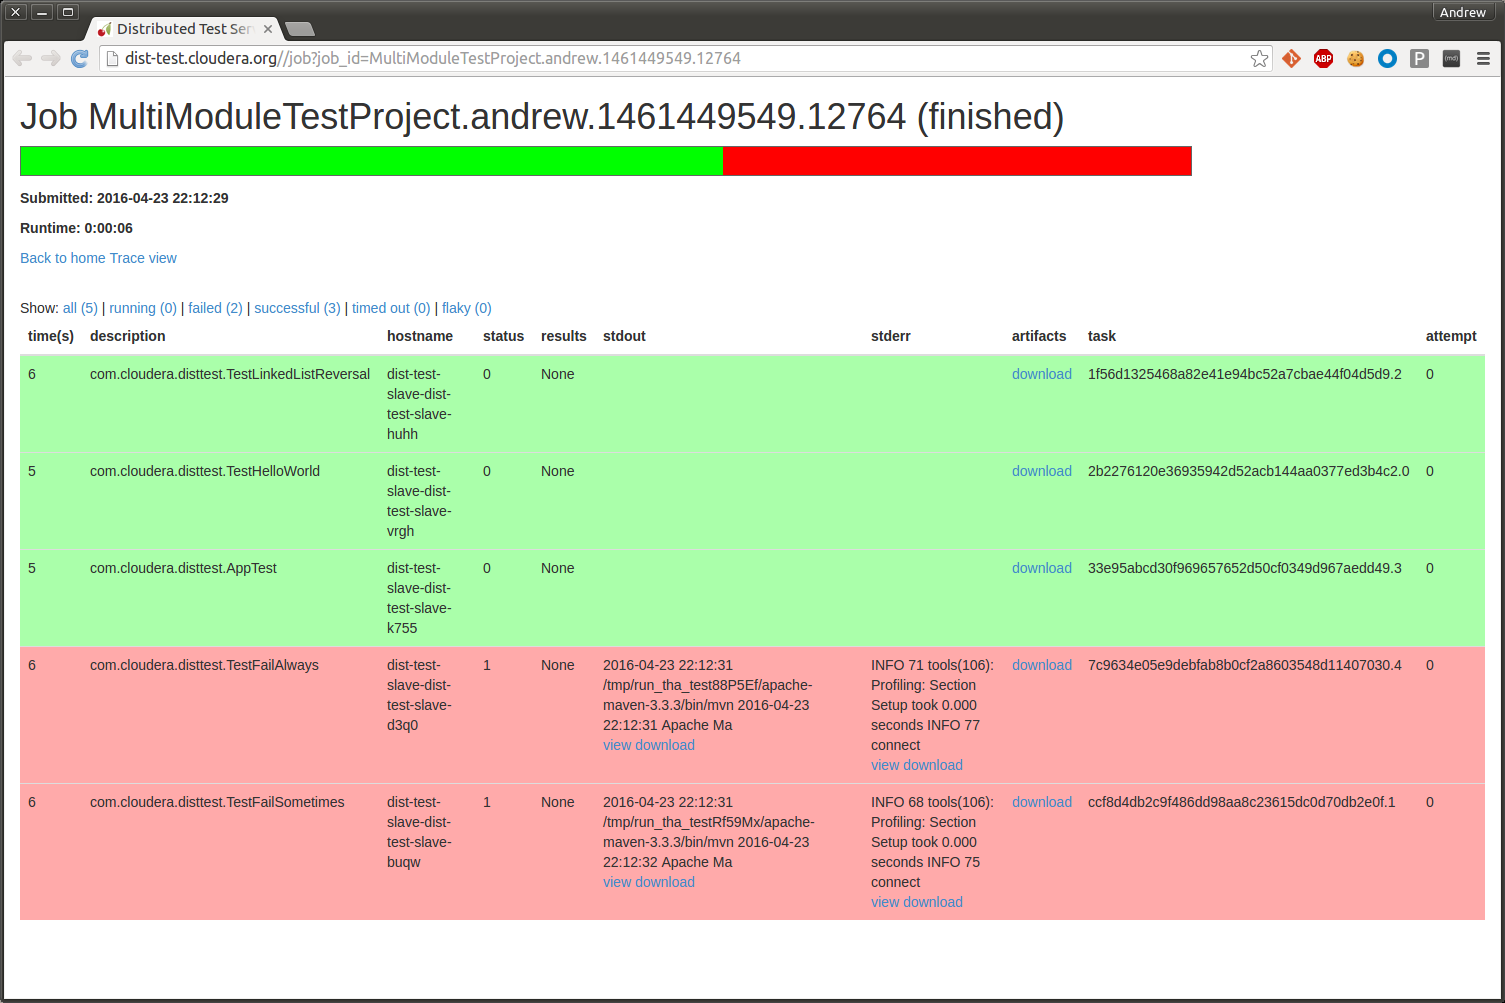 Andrew
Distributed Test Ser
dist-test.cloudera.org//job?job_id=MultiModuleTestProject.andrew.1461449549.12764
ABP
P
(md)
Job MultiModuleTestProject.andrew.1461449549.12764 (finished)
Submitted: 2016-04-23 22:12:29
Runtime: 0:00:06
Back to home Trace view
Show: all (5) | running (0) | failed (2) | successful (3) | timed out (0) | flaky (0)
time(s) description hostname status results stdout stderr artifacts task attempt
6 com.cloudera.disttest.TestLinkedListReversal dist-test- 0 None download 1f56d1325468a82e41e94bc52a7cbae44f04d5d9.2 0
slave-dist-
test-slave-
huhh
5 com.cloudera.disttest.TestHelloWorld dist-test- 0 None download 2b2276120e36935942d52acb144aa0377ed3b4c2.0 0
slave-dist-
test-slave-
vrgh
5 com.cloudera.disttest.AppTest dist-test- 0 None download 33e95abcd30f969657652d50cf0349d967aedd49.3 0
slave-dist-
test-slave-
k755
6 com.cloudera.disttest.TestFailAlways dist-test- 1 None 2016-04-23 22:12:31 INFO 71 tools(106): download 7c9634e05e9debfab8b0cf2a8603548d11407030.4 0
slave-dist- /tmp/run_tha_test88P5Ef/apache- Profiling: Section
test-slave- maven-3.3.3/bin/mvn 2016-04-23 Setup took 0.000
d3q0 22:12:31 Apache Ma seconds INFO 77
view download connect
view download
6 com.cloudera.disttest.TestFailSometimes dist-test- 1 None 2016-04-23 22:12:31 INFO 68 tools(106): download ccf8d4db2c9f486dd98aa8c23615dc0d70db2e0f.1 0
slave-dist- /tmp/run_tha_testRf59Mx/apache- Profiling: Section
test-slave- maven-3.3.3/bin/mvn 2016-04-23 Setup took 0.000
buqw 22:12:32 Apache Ma seconds INFO 75
view download connect
view download